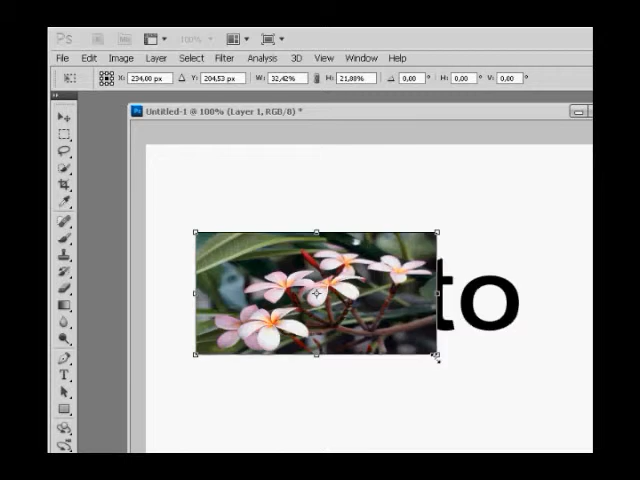 Ps 100%
File Edit Image Layer Select Filter Analysis 3D View Window Help
X: 234,00 px Y: 204,53 px W: 32,42% H: 21,88% 0,00 ° H: 0,00 ° V: 0,00 °
Ps Untitled-1 @ 100% (Layer 1, RGB/8) *
to
T